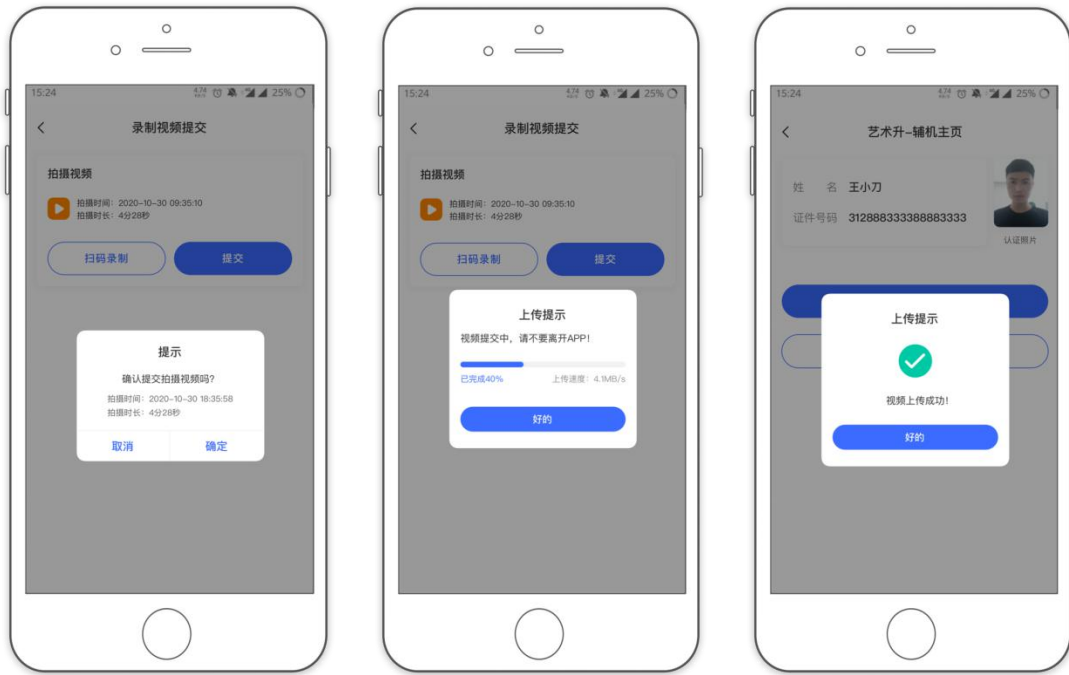 15:24
4.74
25%
录制视频提交
拍摄视频
拍摄时间：2020-10-30 09:35:10
拍摄时长：4分28秒
扫码录制
提交
提示
确认提交拍摄视频吗？
拍摄时间：2020-10-30 18:35:58
拍摄时长：4分28秒
取消
确定
15:24
4.74
25%
录制视频提交
拍摄视频
拍摄时间：2020-10-30 09:35:10
拍摄时长：4分28秒
扫码录制
提交
上传提示
视频提交中，请不要离开APP！
已完成40%
上传速度：4.1MB/s
好的
15:24
4.74
25%
艺术升-辅机主页
姓 名 王小刀
证件号码 312888333388883333
认证照片
上传提示
视频上传成功！
好的